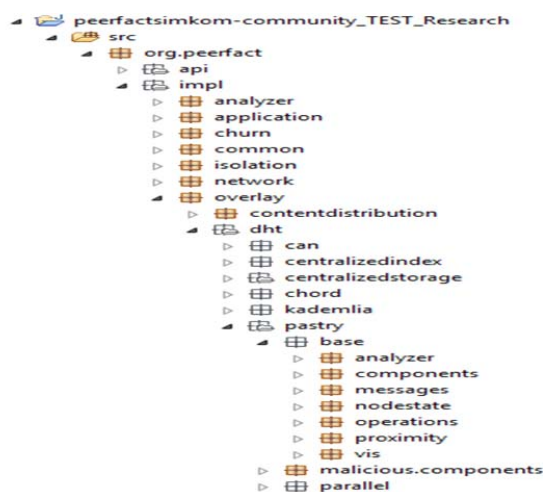 peerfactsimkom-community_TEST_Research
src
org.peerfact
api
impl
analyzer
application
churn
common
isolation
network
overlay
contentdistribution
dht
can
centralizedindex
centralizedstorage
chord
kademlia
pastry
base
analyzer
components
messages
nodestate
operations
proximity
vis
malicious.components
parallel